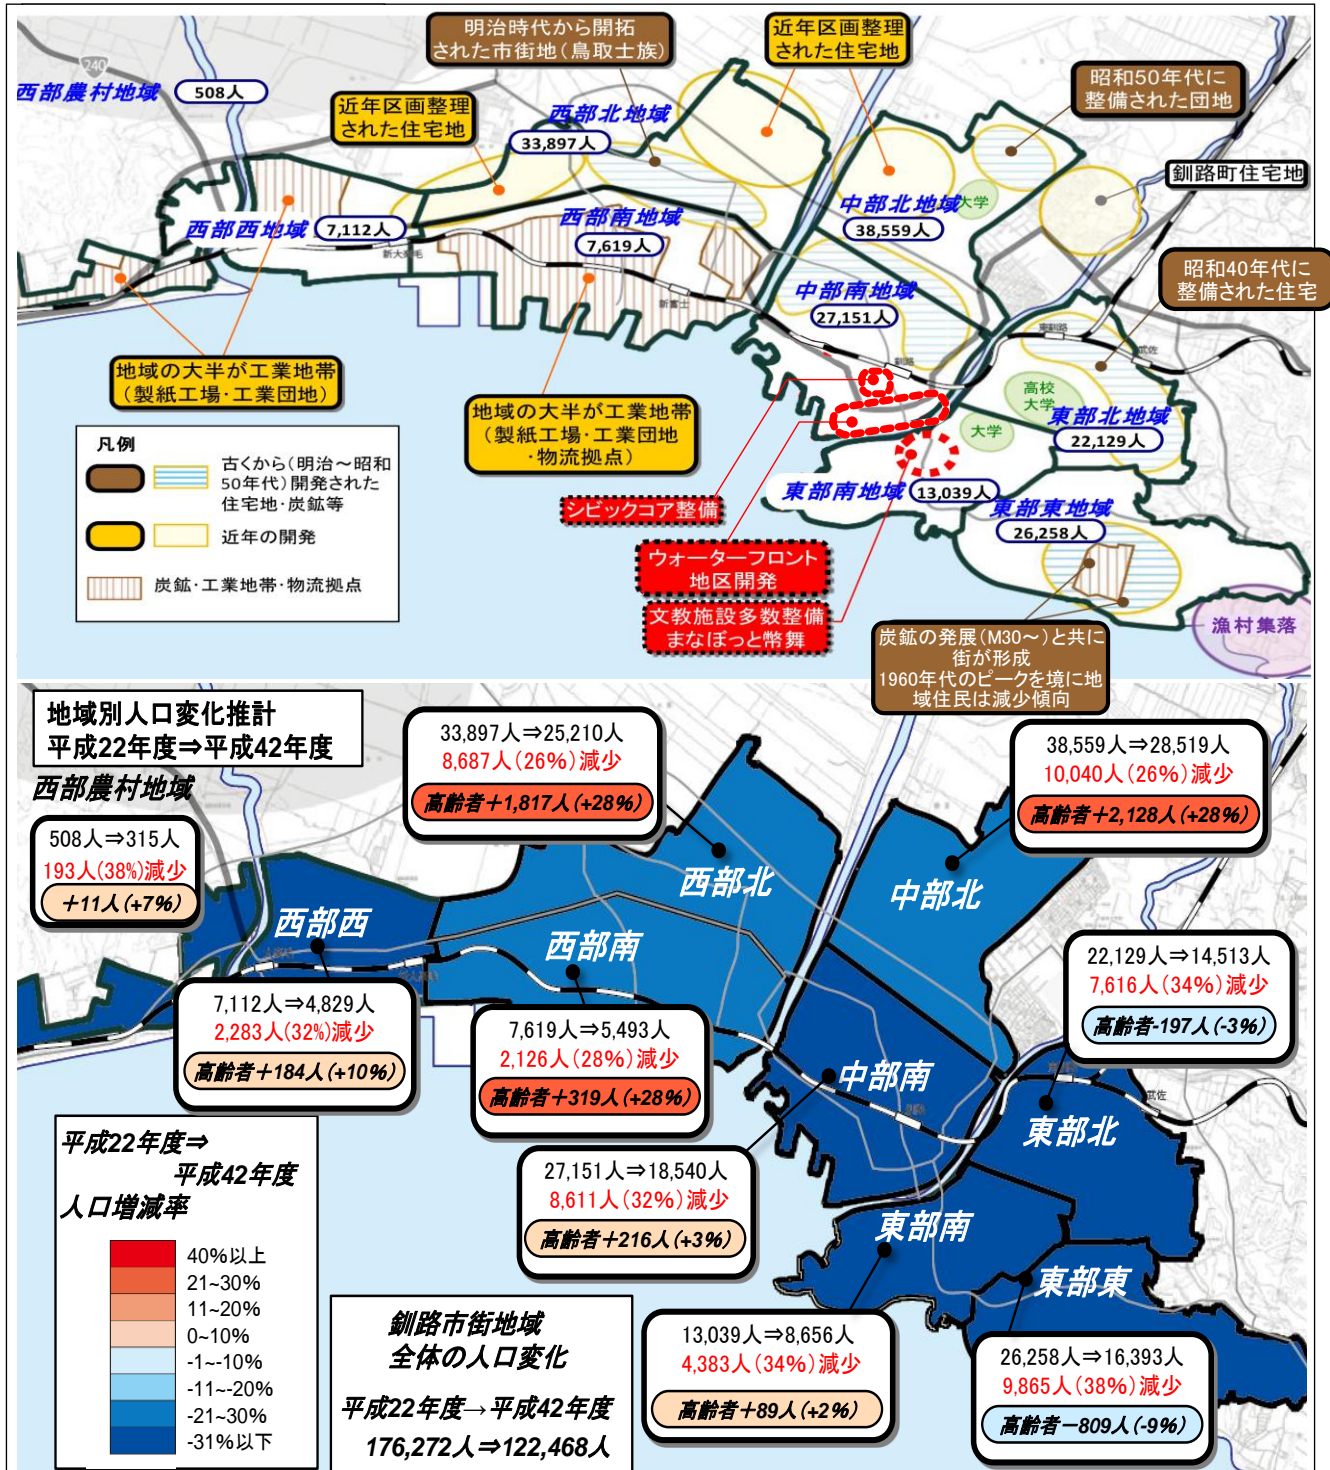 明治時代から開拓
された市街地(鳥取士族)
近年区画整理
された住宅地
昭和50年代に
整備された団地
240
西部農村地域
508人
近年区画整理
された住宅地
西部北地域
33,897人
釧路町住宅地
中部北地域
38,559人
大学
西部西地域
7,112人
西部南地域
7,619人
新大楽毛
新富士
昭和40年代に
整備された住宅
中部南地域
27,151人
釧路
東釧路
武佐
地域の大半が工業地帯
(製紙工場・工業団地)
地域の大半が工業地帯
(製紙工場・工業団地
・物流拠点)
高校
大学
大学
東部北地域
22,129人
凡例
古くから(明治~昭和
50年代)開発された
住宅地・炭鉱等
近年の開発
炭鉱・工業地帯・物流拠点
シビックコア整備
東部南地域
13,039人
東部東地域
26,258人
ウォーターフロント
地区開発
文教施設多数整備
まなぼっと幣舞
漁村集落
炭鉱の発展(M30~)と共に
街が形成
1960年代のピークを境に地
域住民は減少傾向
地域別人口変化推計
平成22年度⇒平成42年度
西部農村地域
508人⇒315人
193人(38%)減少
+11人(+7%)
33,897人⇒25,210人
8,687人(26%)減少
高齢者+1,817人(+28%)
38,559人⇒28,519人
10,040人(26%)減少
高齢者+2,128人(+28%)
西部北
中部北
西部西
西部南
22,129人⇒14,513人
7,616人(34%)減少
高齢者-197人(-3%)
7,112人⇒4,829人
2,283人(32%)減少
高齢者+184人(+10%)
7,619人⇒5,493人
2,126人(28%)減少
高齢者+319人(+28%)
中部南
武佐
東部北
27,151人⇒18,540人
8,611人(32%)減少
高齢者+216人(+3%)
東部南
東部東
平成22年度⇒
平成42年度
人口増減率
40%以上
21~30%
11~20%
0~10%
-1~-10%
-11~-20%
-21~30%
-31%以下
釧路市街地域
全体の人口変化
平成22年度→平成42年度
176,272人⇒122,468人
13,039人⇒8,656人
4,383人(34%)減少
高齢者+89人(+2%)
26,258人⇒16,393人
9,865人(38%)減少
高齢者-809人(-9%)